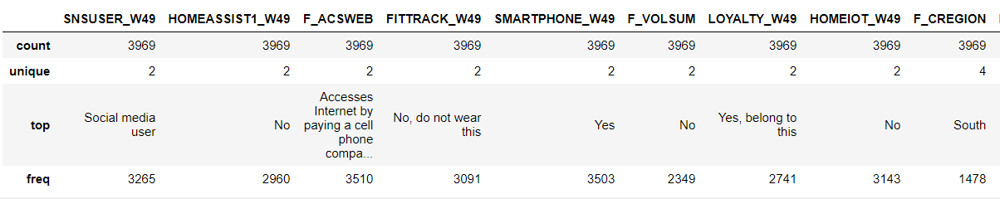 SNSUSER_W49 HOMEASSIST1_W49 F_ACSWEB FITTRACK_W49 SMARTPHONE_W49 F_VOLSUM LOYALTY_W49 HOMEIOT_W49 F_CREGION
count 3969 3969 3969 3969 3969 3969 3969 3969 3969
unique 2 2 2 2 2 2 2 2 4
top Social media user No Accesses Internet by paying a cell phone compa... No, do not wear this Yes No Yes, belong to this No South
freq 3265 2960 3510 3091 3503 2349 2741 3143 1478